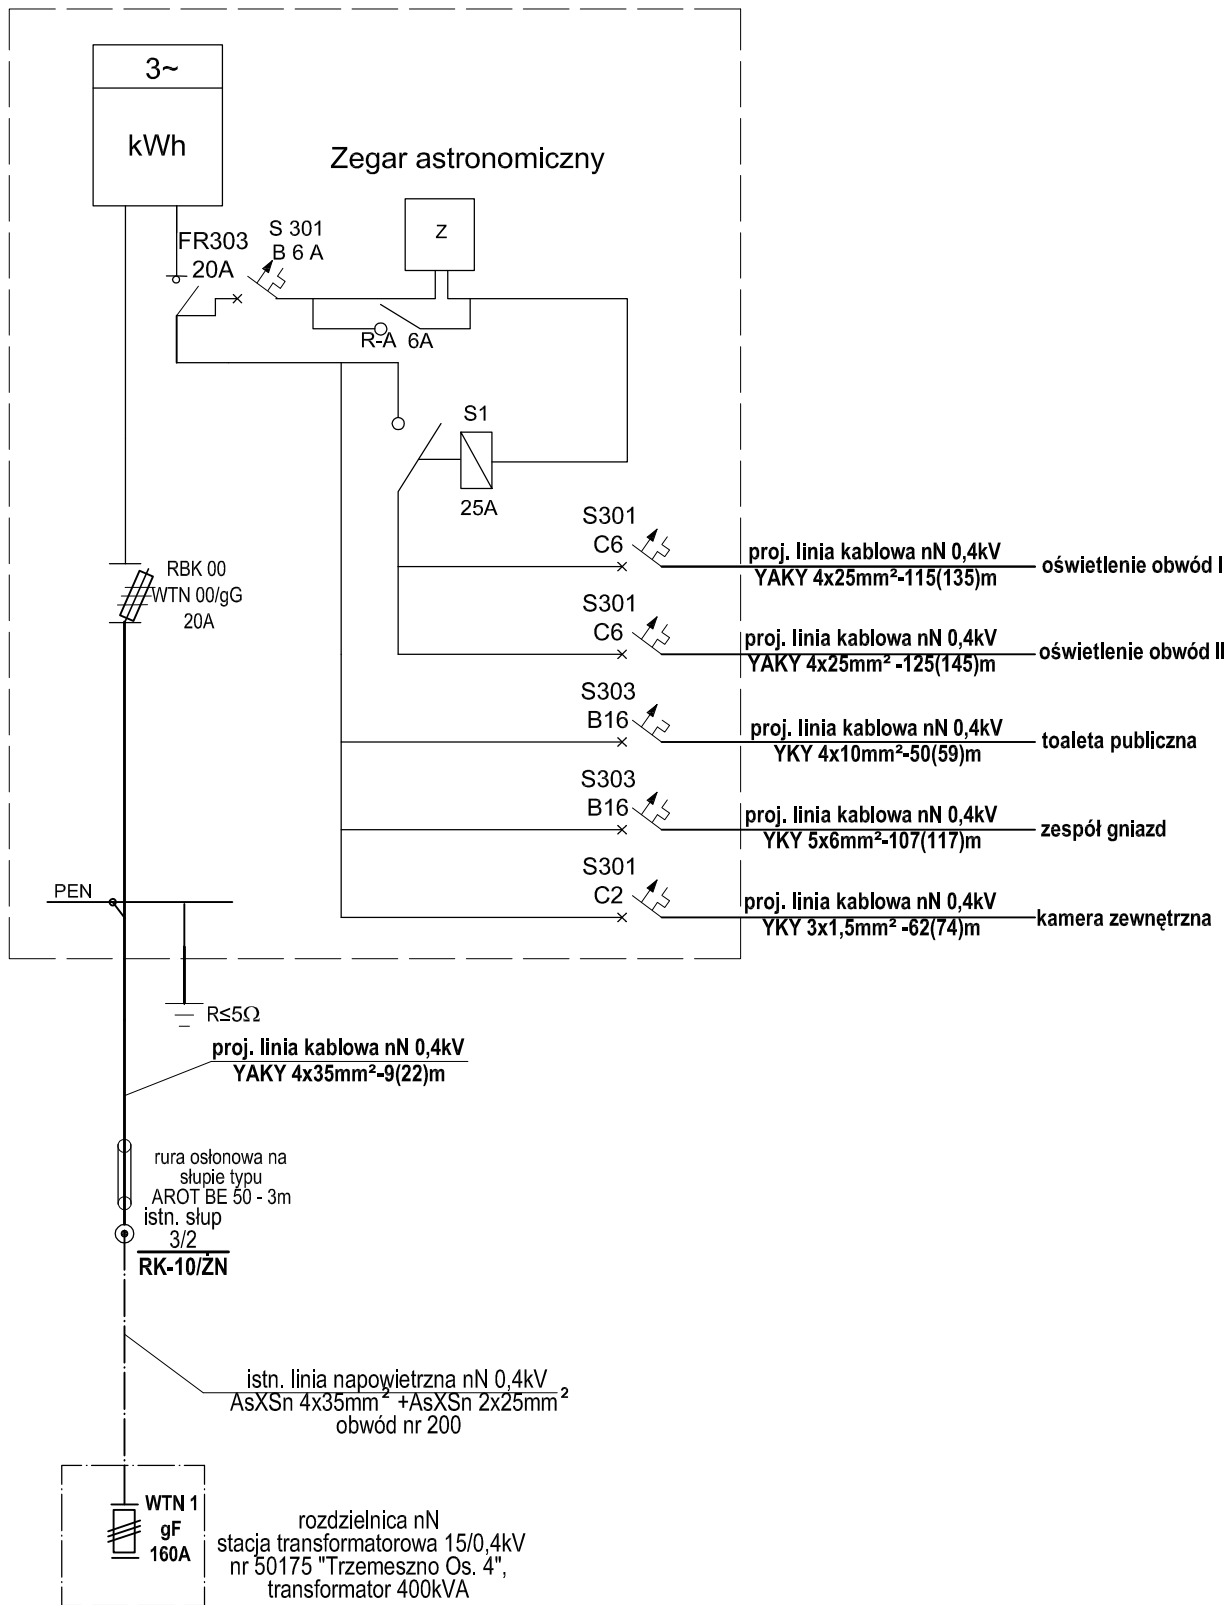 3~
kWh
Zegar astronomiczny
Z
FR303
20A
S 301
B 6 A
R-A 6A
S1
25A
RBK 00
WTN 00/gG
20A
S301
C6
proj. linia kablowa nN 0,4kV
YAKY 4x25mm²-115(135)m
oświetlenie obwód I
S301
C6
proj. linia kablowa nN 0,4kV
YAKY 4x25mm² -125(145)m
oświetlenie obwód II
S303
B16
proj. linia kablowa nN 0,4kV
YKY 4x10mm²-50(59)m
toaleta publiczna
S303
B16
proj. linia kablowa nN 0,4kV
YKY 5x6mm²-107(117)m
zespół gniazd
S301
C2
proj. linia kablowa nN 0,4kV
YKY 3x1,5mm² -62(74)m
kamera zewnętrzna
PEN
R≤5Ω
proj. linia kablowa nN 0,4kV
YAKY 4x35mm²-9(22)m
rura osłonowa na
słupie typu
AROT BE 50 - 3m
istn. słup
3/2
RK-10/ŻN
istn. linia napowietrzna nN 0,4kV
AsXSn 4x35mm² +AsXSn 2x25mm²
obwód nr 200
WTN 1
gF
160A
rozdzielnica nN
stacja transformatorowa 15/0,4kV
nr 50175 "Trzemeszno Os. 4",
transformator 400kVA